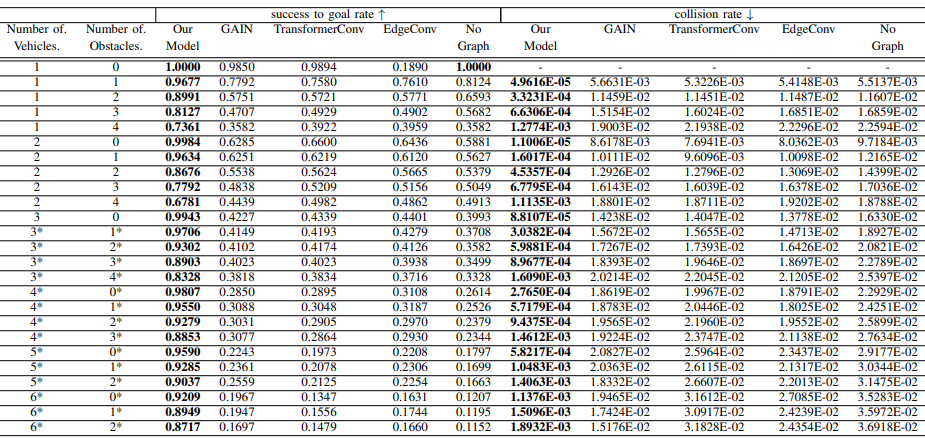 success to goal rate ↑ collision rate ↓
Number of. Number of. Our GAIN TransformerConv EdgeConv No Our GAIN TransformerConv EdgeConv No
Vehicles. Obstacles. Model Graph Model Graph
1 0 1.0000 0.9850 0.9894 0.1890 1.0000 - - - - -
1 1 0.9677 0.7792 0.7580 0.7610 0.8124 4.9616E-05 5.6631E-03 5.3226E-03 5.4148E-03 5.5137E-03
1 2 0.8991 0.5751 0.5721 0.5771 0.6593 3.3231E-04 1.1459E-02 1.1451E-02 1.1487E-02 1.1607E-02
1 3 0.8127 0.4707 0.4929 0.4902 0.5682 6.6306E-04 1.5154E-02 1.6024E-02 1.6851E-02 1.6859E-02
1 4 0.7361 0.3582 0.3922 0.3959 0.3582 1.2774E-03 1.9003E-02 2.1938E-02 2.2296E-02 2.2594E-02
2 0 0.9984 0.6285 0.6600 0.6436 0.5881 1.1006E-05 8.6178E-03 7.6941E-03 8.0362E-03 9.7184E-03
2 1 0.9634 0.6251 0.6219 0.6120 0.5627 1.6017E-04 1.0111E-02 9.6096E-03 1.0098E-02 1.2165E-02
2 2 0.8676 0.5538 0.5624 0.5665 0.5379 4.5357E-04 1.2926E-02 1.2796E-02 1.3069E-02 1.4399E-02
2 3 0.7792 0.4838 0.5209 0.5156 0.5049 6.7795E-04 1.6143E-02 1.6039E-02 1.6378E-02 1.7036E-02
2 4 0.6781 0.4439 0.4982 0.4862 0.4913 1.1135E-03 1.8801E-02 1.8711E-02 1.9202E-02 1.8788E-02
3 0 0.9943 0.4227 0.4339 0.4401 0.3993 8.8107E-05 1.4238E-02 1.4047E-02 1.3778E-02 1.6330E-02
3* 1* 0.9706 0.4149 0.4193 0.4279 0.3708 3.0382E-04 1.5672E-02 1.5655E-02 1.4713E-02 1.8927E-02
3* 2* 0.9302 0.4102 0.4174 0.4126 0.3582 5.9881E-04 1.7267E-02 1.7393E-02 1.6426E-02 2.0821E-02
3* 3* 0.8903 0.4023 0.4023 0.3938 0.3499 8.9677E-04 1.8393E-02 1.9646E-02 1.8697E-02 2.2789E-02
3* 4* 0.8328 0.3818 0.3834 0.3716 0.3328 1.6090E-03 2.0214E-02 2.2045E-02 2.1205E-02 2.5397E-02
4* 0* 0.9807 0.2850 0.2895 0.3108 0.2614 2.7650E-04 1.8619E-02 1.9967E-02 1.8791E-02 2.2929E-02
4* 1* 0.9550 0.3088 0.3048 0.3187 0.2526 5.7179E-04 1.8783E-02 2.0446E-02 1.8025E-02 2.4251E-02
4* 2* 0.9279 0.3031 0.2905 0.2970 0.2379 9.4375E-04 1.9565E-02 2.1960E-02 1.9552E-02 2.5899E-02
4* 3* 0.8853 0.3077 0.2864 0.2930 0.2344 1.4612E-03 1.9224E-02 2.3747E-02 2.1138E-02 2.7634E-02
5* 0* 0.9590 0.2243 0.1973 0.2208 0.1797 5.8217E-04 2.0827E-02 2.5964E-02 2.3437E-02 2.9177E-02
5* 1* 0.9285 0.2361 0.2078 0.2306 0.1699 1.0483E-03 2.0363E-02 2.6115E-02 2.1317E-02 3.0344E-02
5* 2* 0.9037 0.2559 0.2125 0.2254 0.1663 1.4063E-03 1.8332E-02 2.6607E-02 2.2013E-02 3.1475E-02
6* 0* 0.9209 0.1967 0.1347 0.1631 0.1207 1.1376E-03 1.9465E-02 3.1612E-02 2.7085E-02 3.5283E-02
6* 1* 0.8949 0.1947 0.1556 0.1744 0.1195 1.5096E-03 1.7424E-02 3.0917E-02 2.4239E-02 3.5972E-02
6* 2* 0.8717 0.1697 0.1479 0.1660 0.1152 1.8932E-03 1.5176E-02 3.1828E-02 2.4354E-02 3.6918E-02